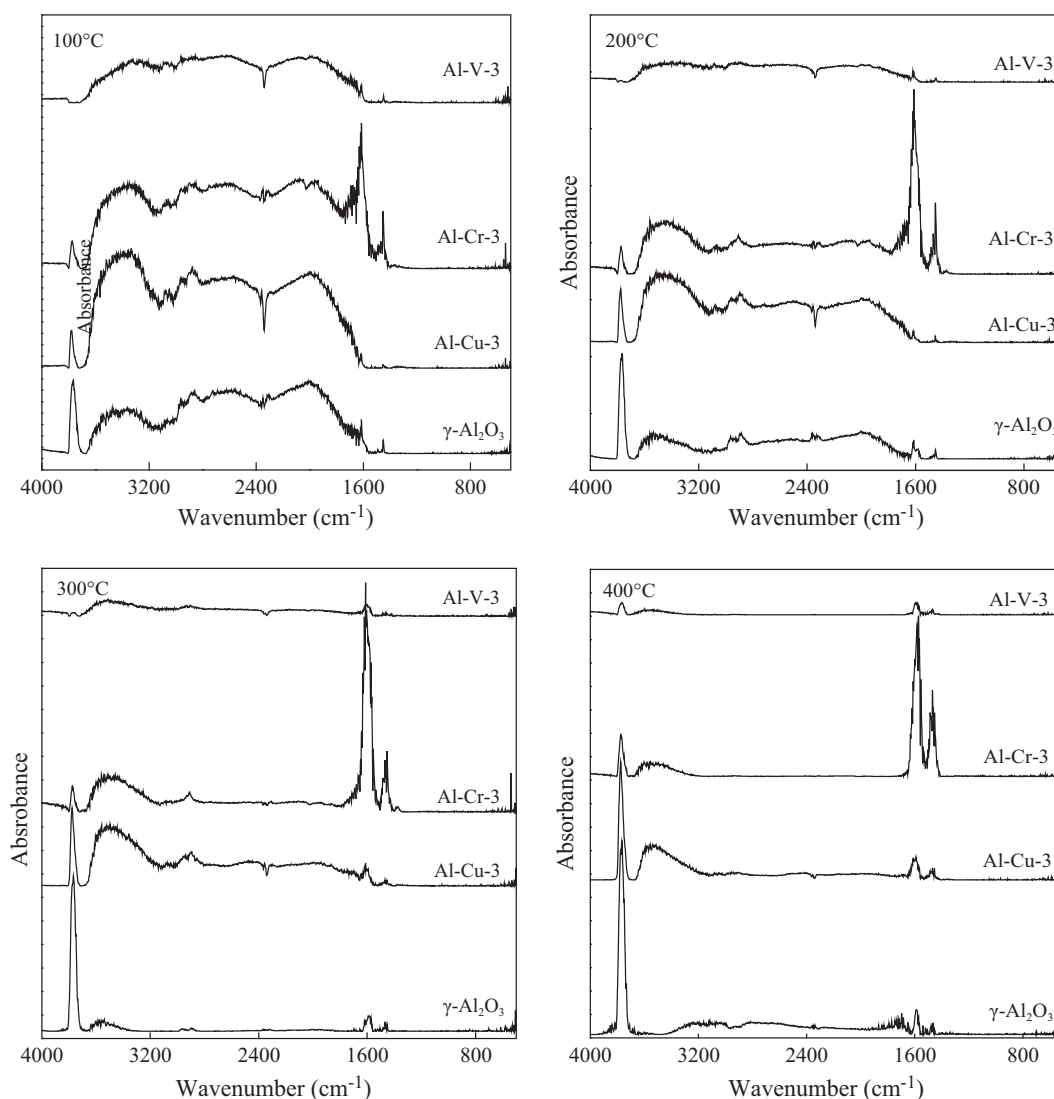 100°C
Al-V-3
Al-Cr-3
Absorbance
Al-Cu-3
γ-Al₂O₃
4000 3200 2400 1600 800
Wavenumber (cm⁻¹)
200°C
Al-V-3
Absorbance
Al-Cr-3
Al-Cu-3
γ-Al₂O₃
4000 3200 2400 1600 800
Wavenumber (cm⁻¹)
300°C
Al-V-3
Absrobance
Al-Cr-3
Al-Cu-3
γ-Al₂O₃
4000 3200 2400 1600 800
Wavenumber (cm⁻¹)
400°C
Al-V-3
Absorbance
Al-Cr-3
Al-Cu-3
γ-Al₂O₃
4000 3200 2400 1600 800
Wavenumber (cm⁻¹)